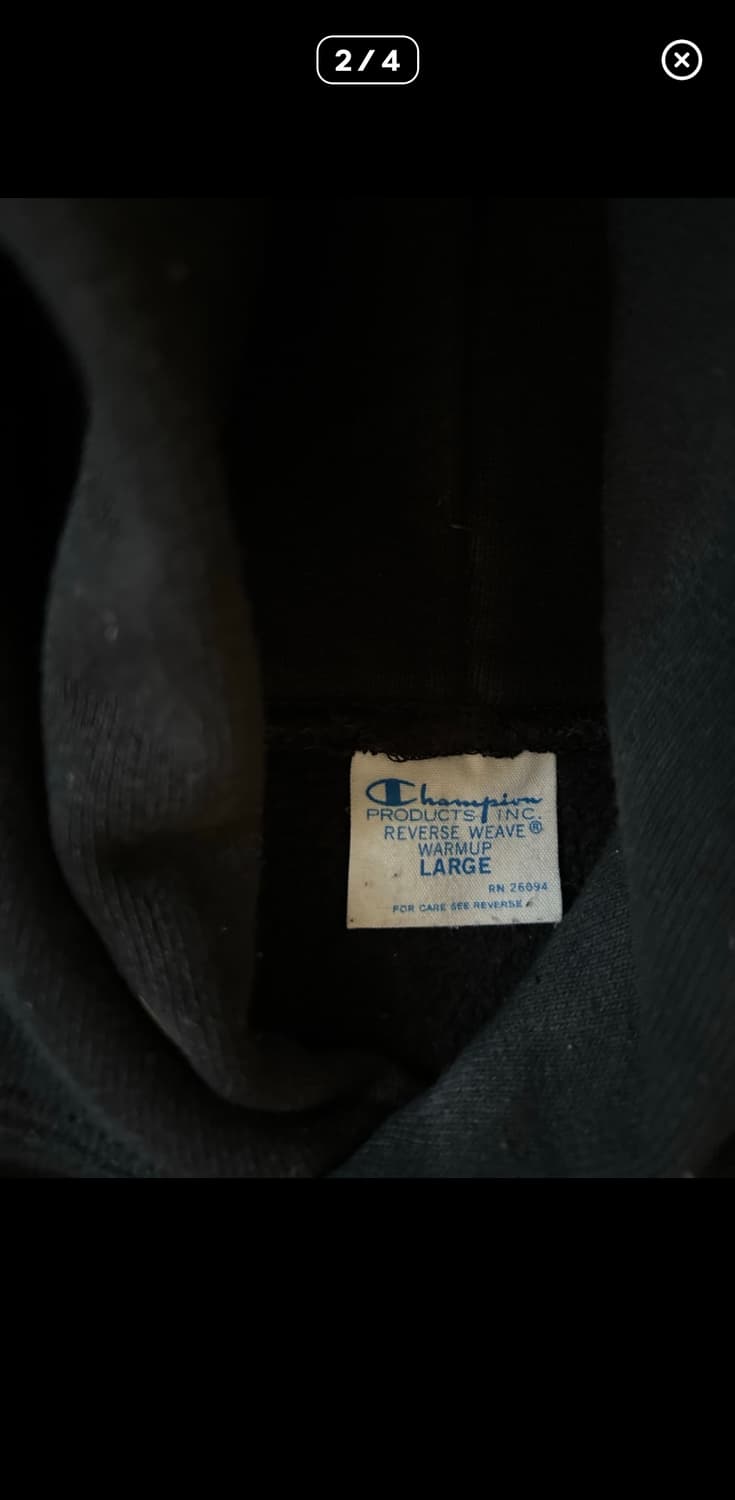 2/4
Champion
PRODUCTS INC.
REVERSE WEAVE®
WARMUP
LARGE
RN 26094
FOR CARE SEE REVERSE